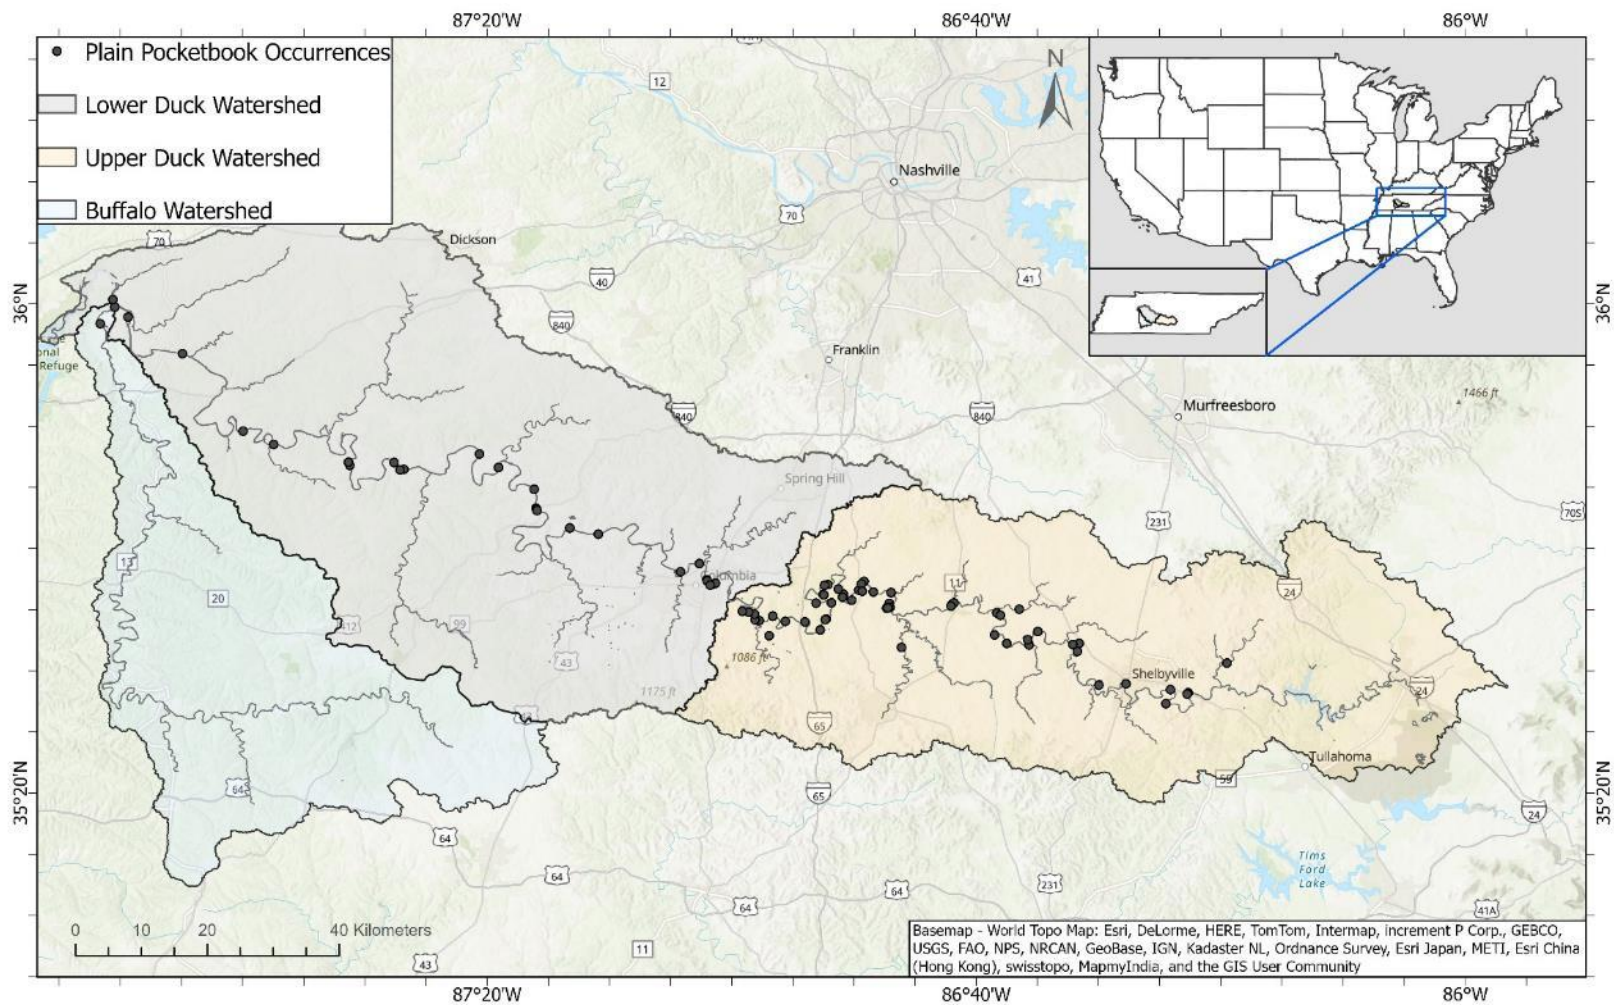 87°20'W
86°40'W
86°W
Plain Pocketbook Occurrences
Lower Duck Watershed
Upper Duck Watershed
Buffalo Watershed
N
12
Nashville
70
70
Dickson
40
41
840
36°N
36°N
Franklin
onal
Refuge
840
840
Murfreesboro
1466 ft
Spring Hill
231
70S
13
Columbia
11
24
20
412
99
43
1086 ft
1175 ft
Shelbyville
24
65
Tullahoma
55
64
65
35°20'N
35°20'N
24
64
64
64
64
231
Tims
Ford
Lake
41A
0 10 20 40 Kilometers
11
43
Basemap - World Topo Map: Esri, DeLorme, HERE, TomTom, Intermap, increment P Corp., GEBCO,
USGS, FAO, NPS, NRCAN, GeoBase, IGN, Kadaster NL, Ordnance Survey, Esri Japan, METI, Esri China
(Hong Kong), swisstopo, MapmyIndia, and the GIS User Community
87°20'W
86°40'W
86°W